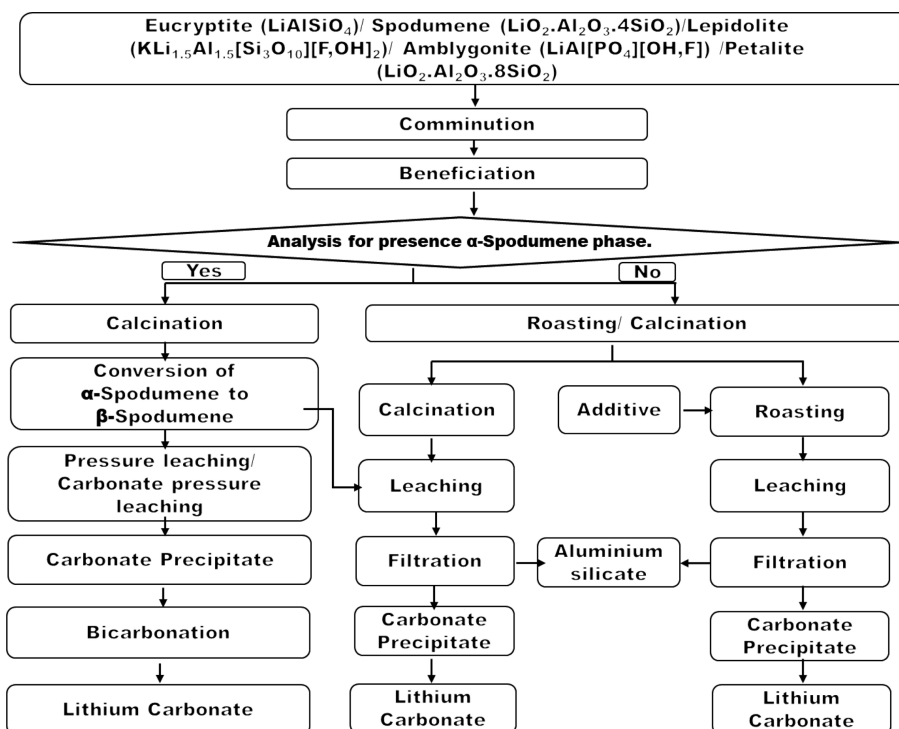 Eucryptite (LiAlSiO₄)/ Spodumene (LiO₂.Al₂O₃.4SiO₂)/Lepidolite
(KLi₁.₅Al₁.₅[Si₃O₁₀][F,OH]₂)/ Amblygonite (LiAl[PO₄][OH,F]) /Petalite
(LiO₂.Al₂O₃.8SiO₂)
Comminution
Beneficiation
Analysis for presence α-Spodumene phase.
Yes
No
Calcination
Roasting/ Calcination
Conversion of
α-Spodumene to
β-Spodumene
Calcination
Additive
Roasting
Pressure leaching/
Carbonate pressure
leaching
Leaching
Leaching
Carbonate Precipitate
Filtration
Aluminium
silicate
Filtration
Bicarbonation
Carbonate
Precipitate
Carbonate
Precipitate
Lithium Carbonate
Lithium
Carbonate
Lithium
Carbonate